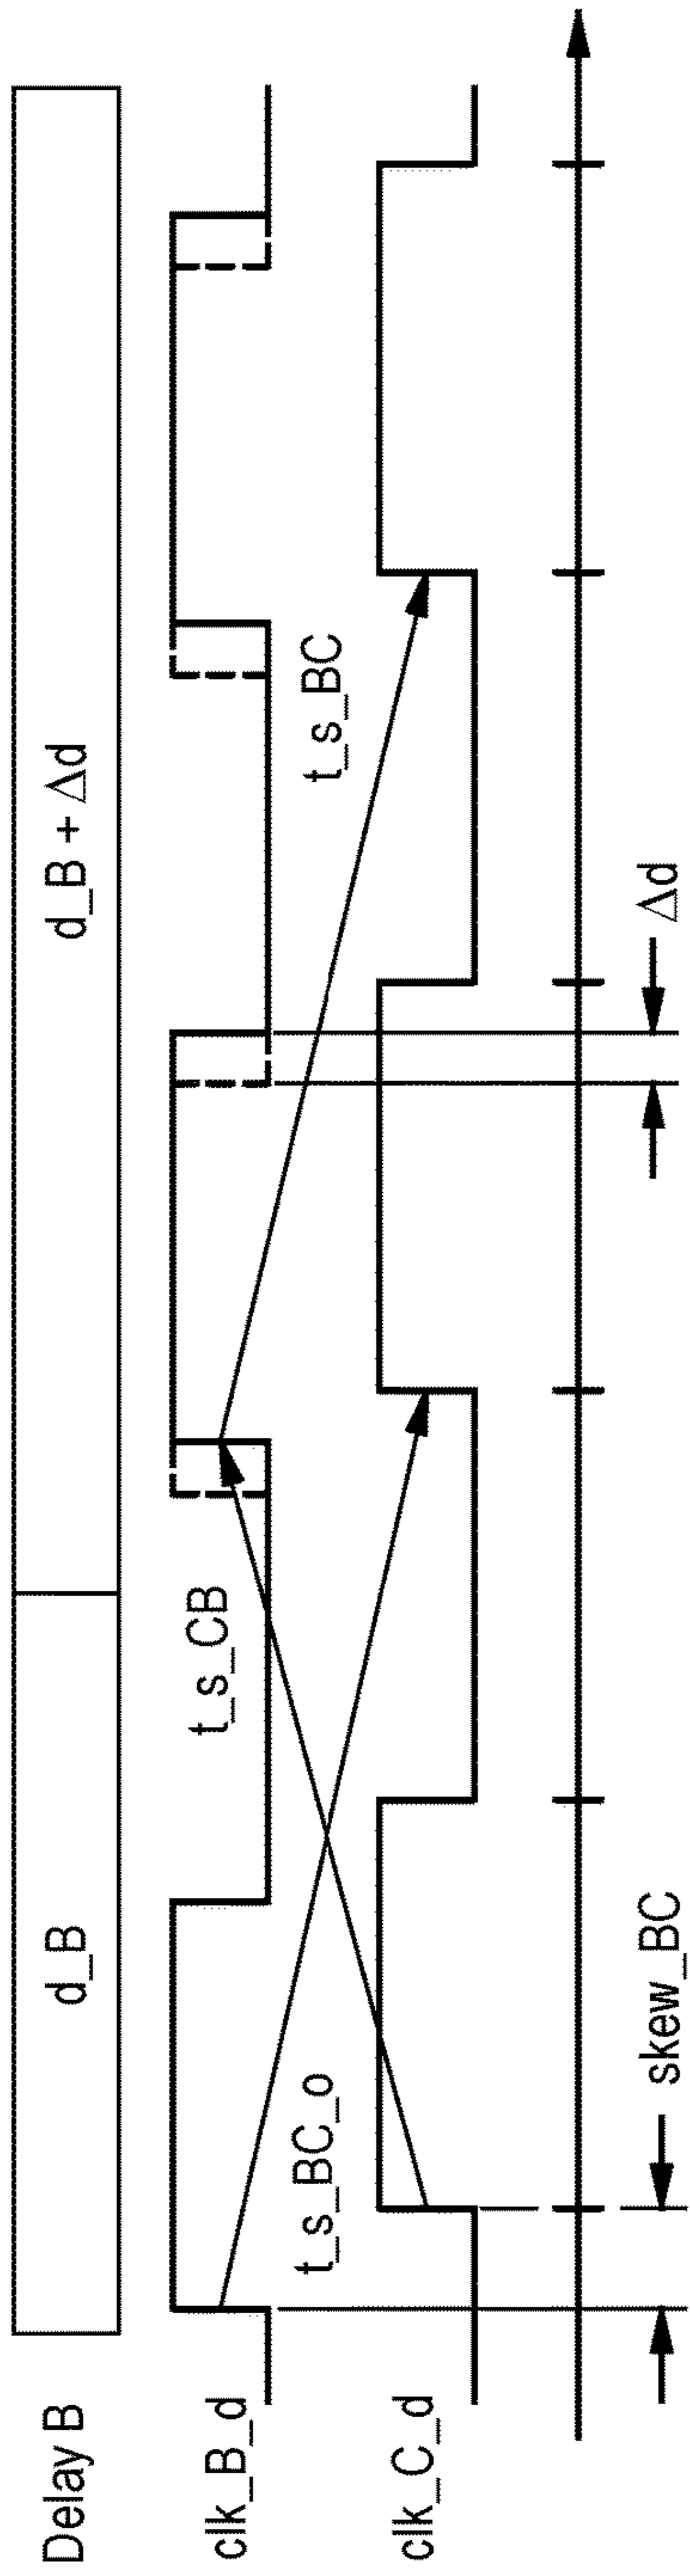 Delay B
d_B
d_B + Δd
clk_B_d
t_s_CB
t_s_BC_o
t_s_BC
clk_C_d
skew_BC
Δd